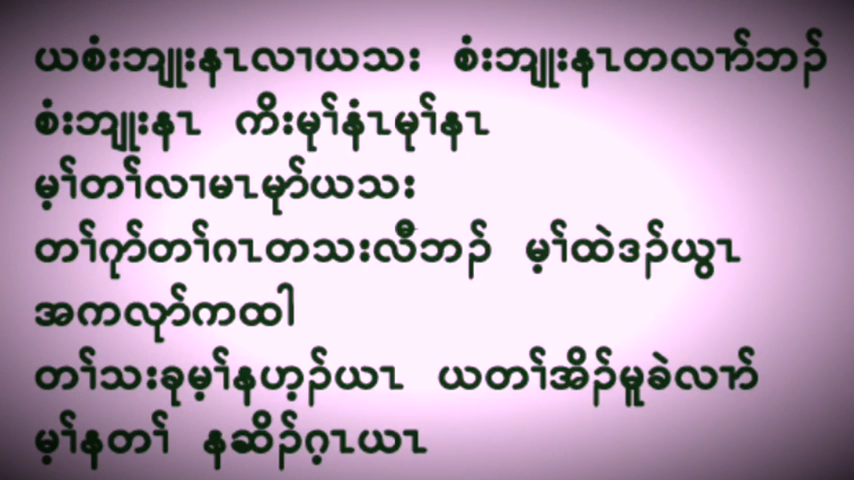 ယစံးဘျုးနၤလၢယသး စံးဘျုးနၤတလၢာ်ဘၣ်
စံးဘျုးနၤ ကိးမုၢ်နံၤမုၢ်နၤ
မ့ၢ်တၢ်လၢမၤမုာ်ယသး
တၢ်ဂုာ်တၢ်ဂၤတသးလီဘၣ် မ့ၢ်ထဲဒၣ်ယွၤ
အကလုာ်ကထါ
တၢ်သးခုမ့ၢ်နဟ့ၣ်ယၤ ယတၢ်အိၣ်မူခဲလၢာ်
မ့ၢ်နတၢ် နဆိၣ်ဂ့ၤယၤ